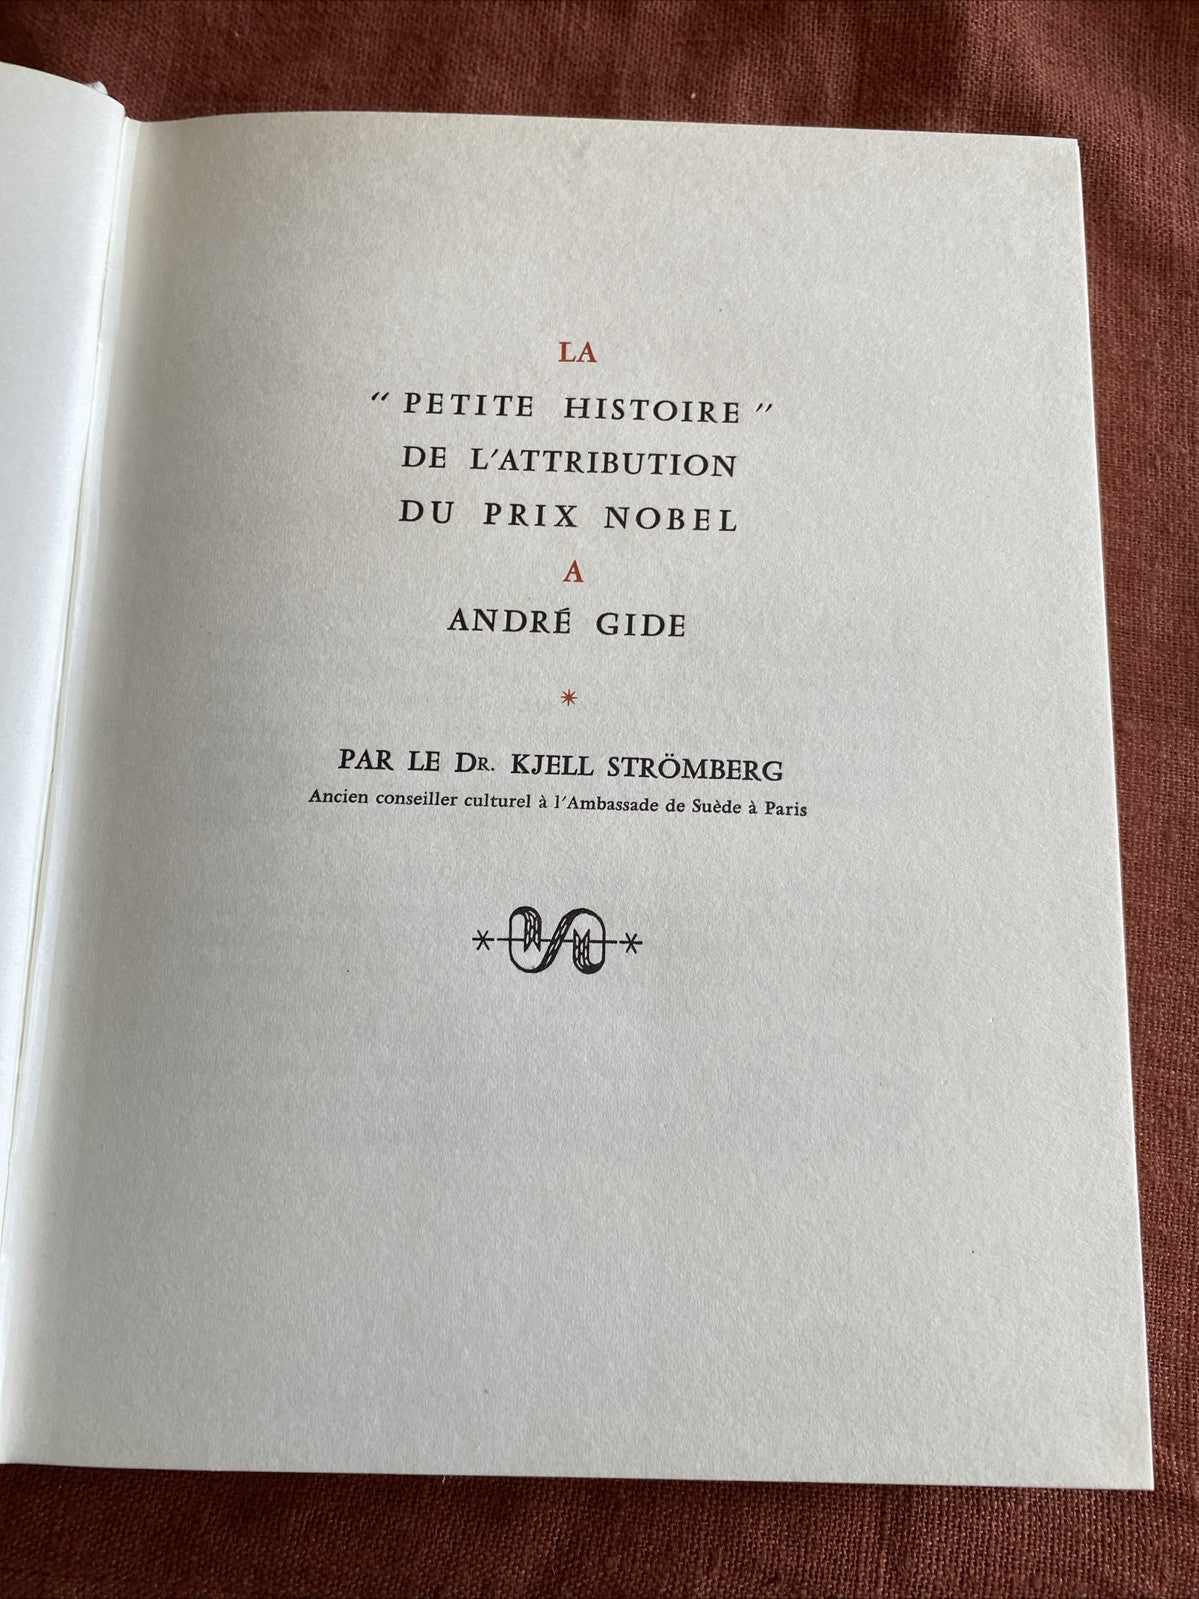 LA
“ PETITE HISTOIRE ”
DE L'ATTRIBUTION
DU PRIX NOBEL
A
ANDRÉ GIDE
*
PAR LE DR. KJELL STRÖMBERG
Ancien conseiller culturel à l'Ambassade de Suède à Paris